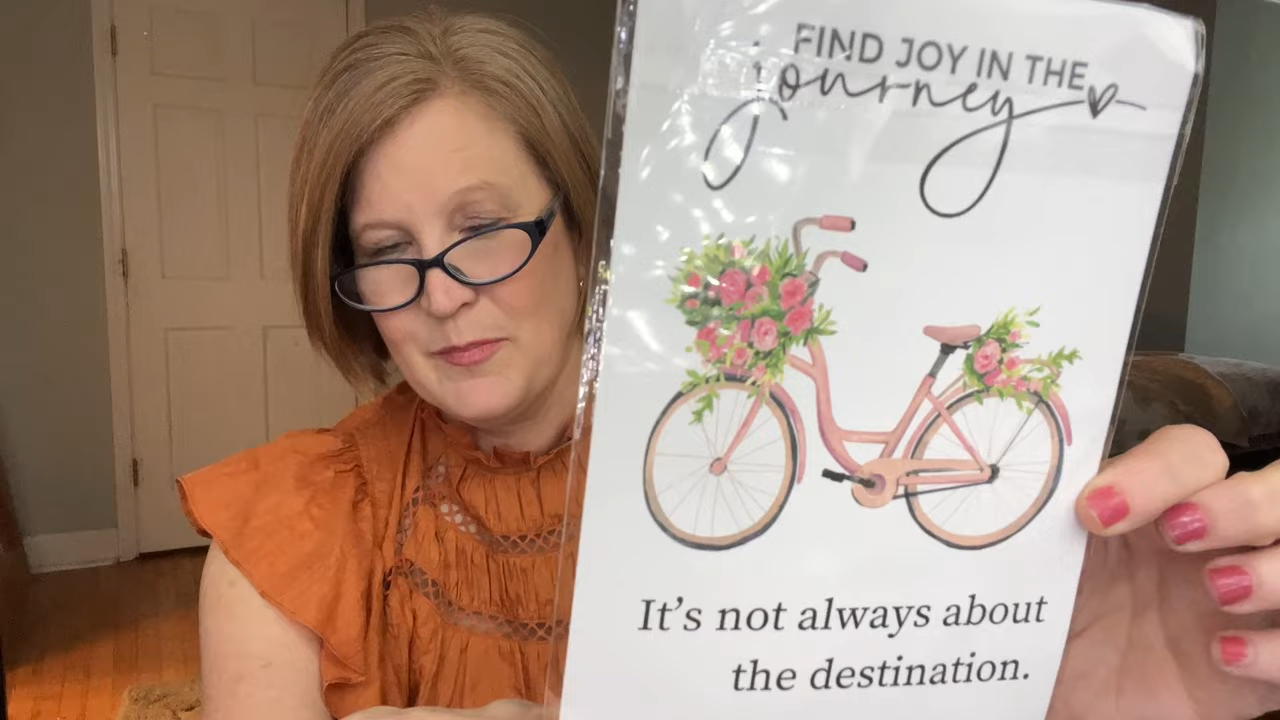 FIND JOY IN THE
journey
It's not always about
the destination.